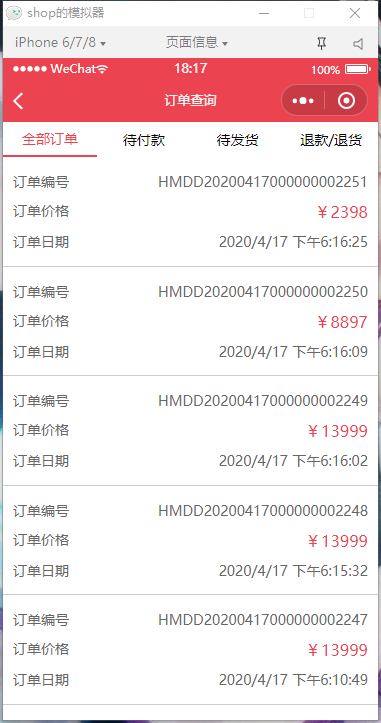 shop的模拟器
iPhone 6/7/8 页面信息
WeChat 18:17 100%
订单查询
全部订单 待付款 待发货 退款/退货
订单编号 HMDD20200417000000002251
订单价格 ￥2398
订单日期 2020/4/17 下午6:16:25
订单编号 HMDD20200417000000002250
订单价格 ￥8897
订单日期 2020/4/17 下午6:16:09
订单编号 HMDD20200417000000002249
订单价格 ￥13999
订单日期 2020/4/17 下午6:16:02
订单编号 HMDD20200417000000002248
订单价格 ￥13999
订单日期 2020/4/17 下午6:15:32
订单编号 HMDD20200417000000002247
订单价格 ￥13999
订单日期 2020/4/17 下午6:10:49